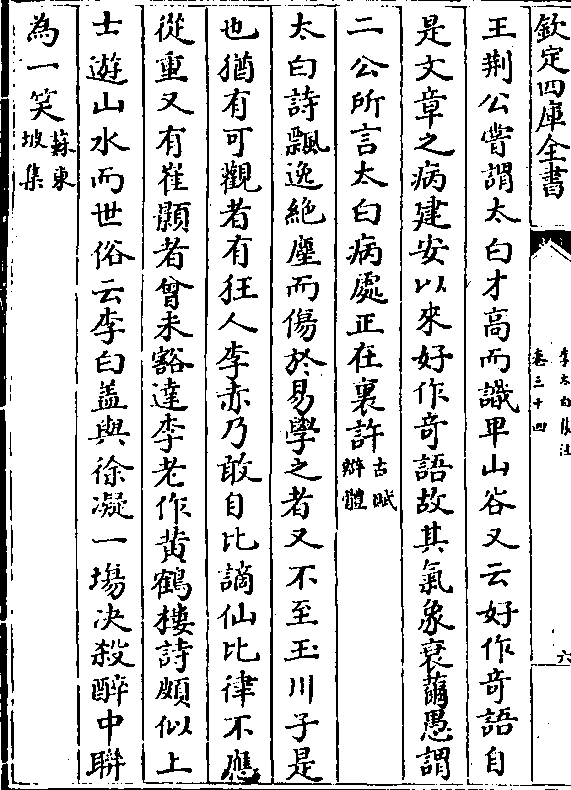 欽定四庫全書
李太白集注
卷三十四
六
王荆公嘗謂太白才高而識卑山谷又云好作奇語自
是文章之病建安以來好作奇語故其氣象衰薾愚謂
二公所言太白病處正在裏許古賦
辯體
太白詩飄逸絶塵而傷於易學之者又不至玉川子是
也猶有可觀者有狂人李赤乃敢自比謫仙比律不應
從重又有崔顥者曾未豁達李老作黄鶴樓詩頗似上
士遊山水而世俗云李白蓋與徐凝一塲决殺醉中聨
為一笑蘇東
坡集